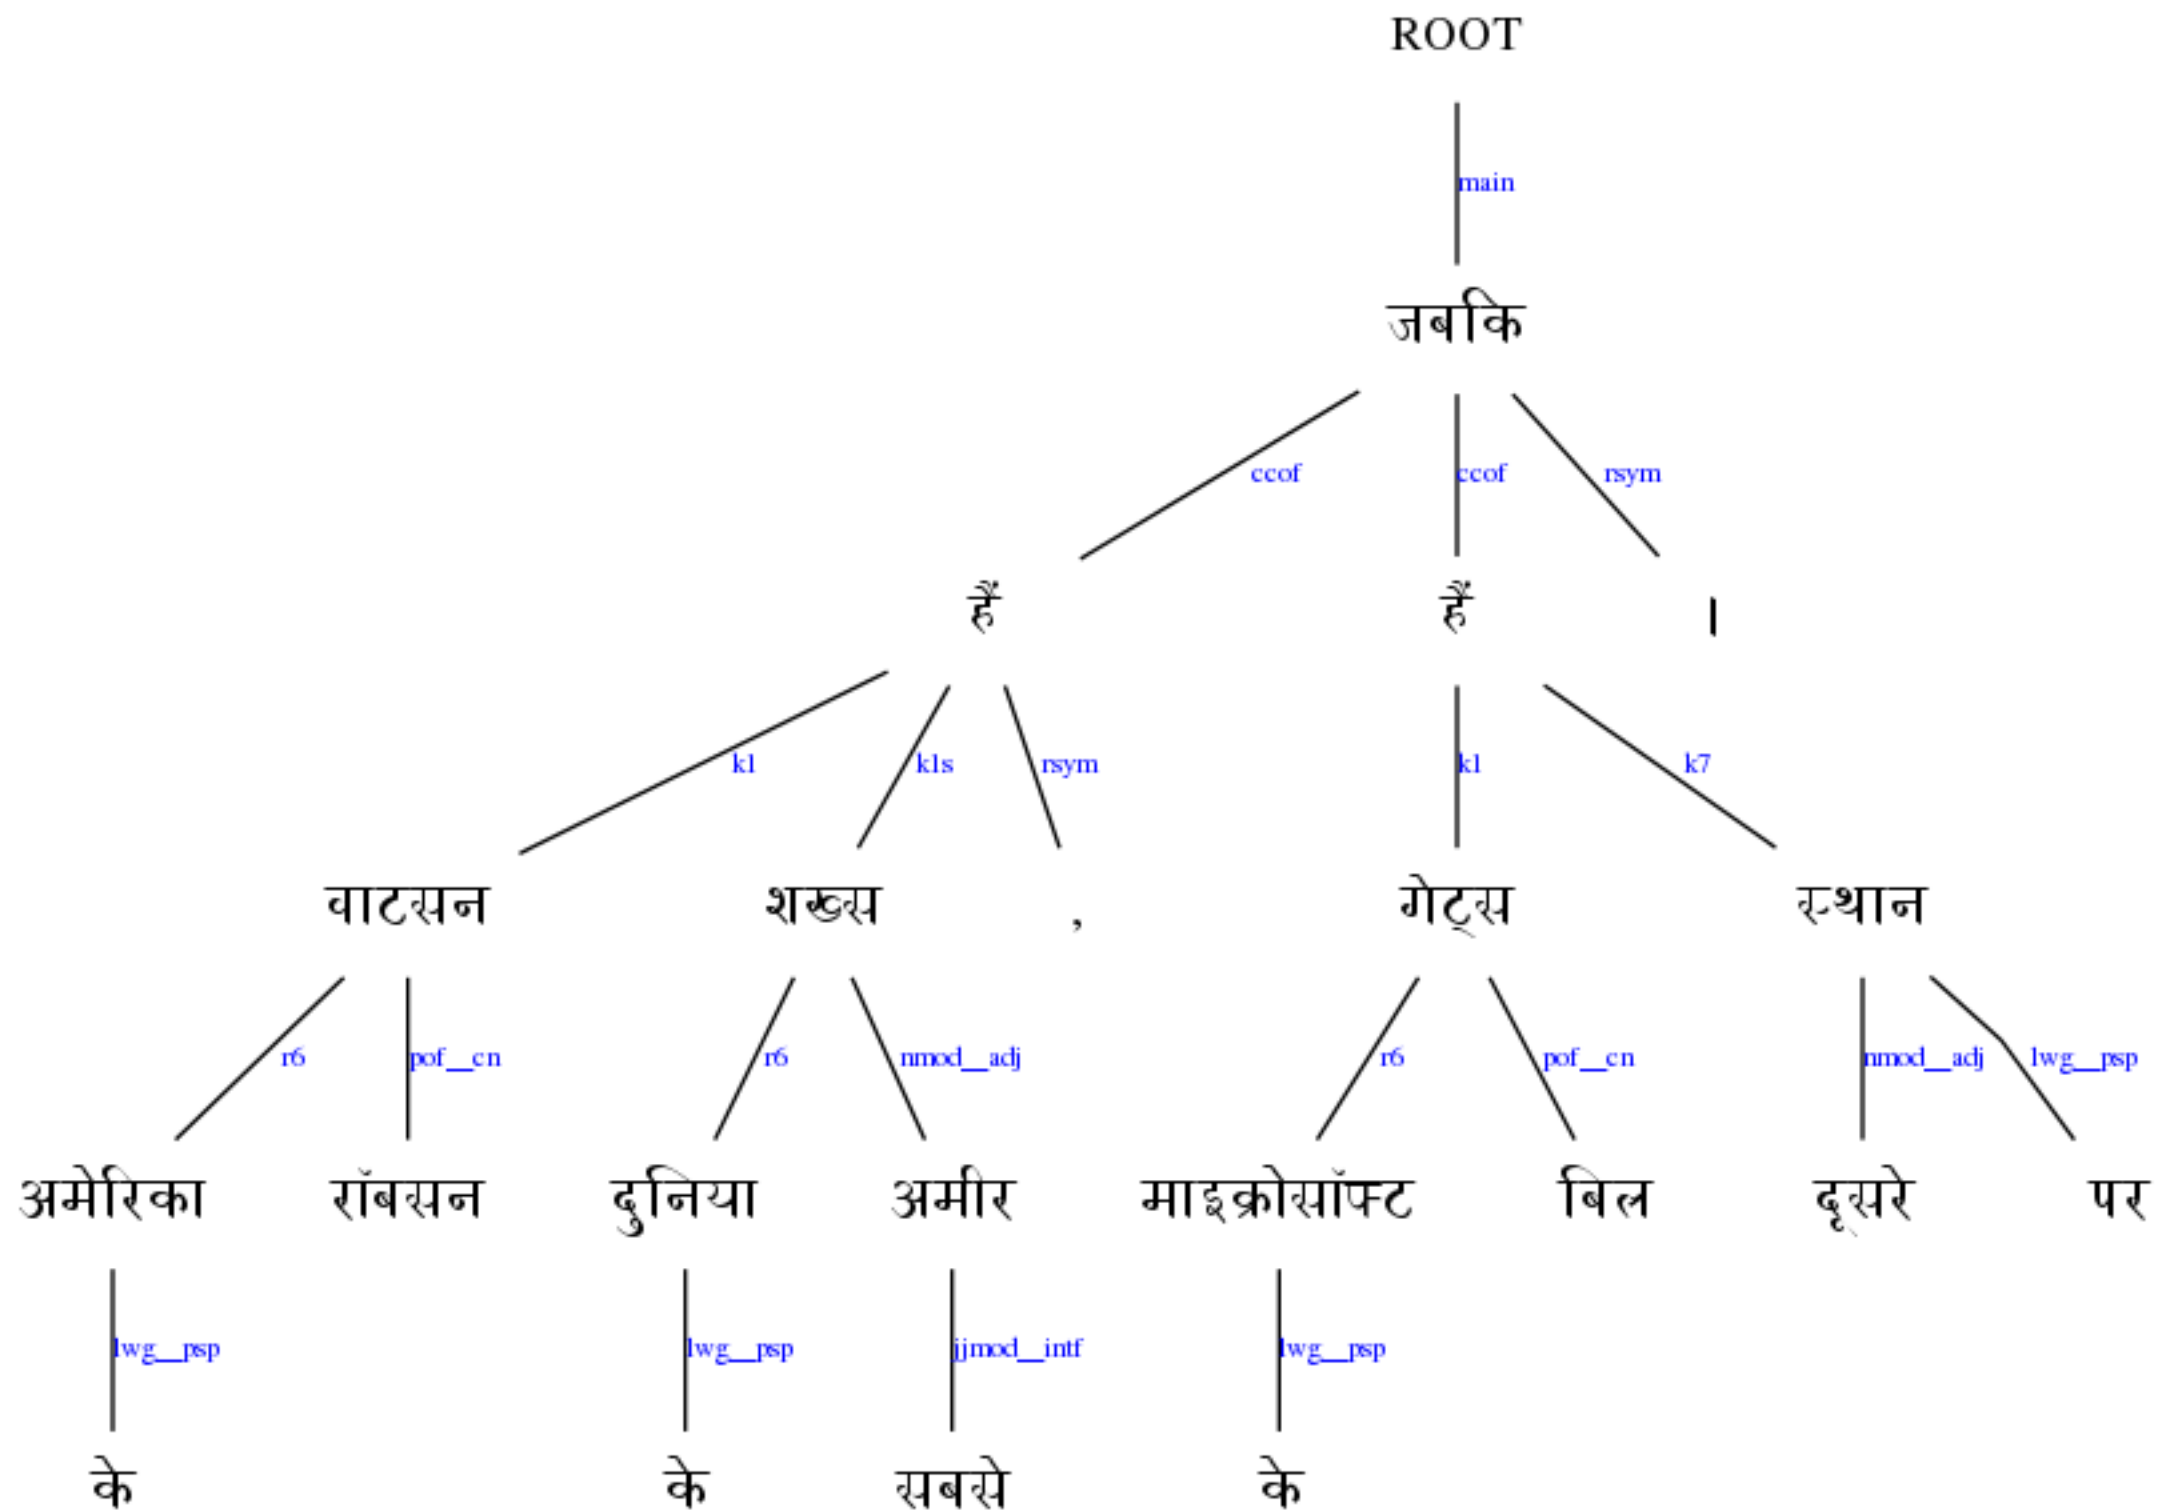 ROOT
main
जबकि
ccof ccof rsym
हैं हैं ।
k1 k1s rsym k1 k7
वाटसन शख्स , गेट्स स्थान
r6 pof__cn r6 nmod__adj r6 pof__cn nmod__adj lwg__psp
अमेरिका रॉबसन दुनिया अमीर माइक्रोसॉफ्ट बिल दूसरे पर
lwg__psp lwg__psp jjmod__intf lwg__psp
के के सबसे के